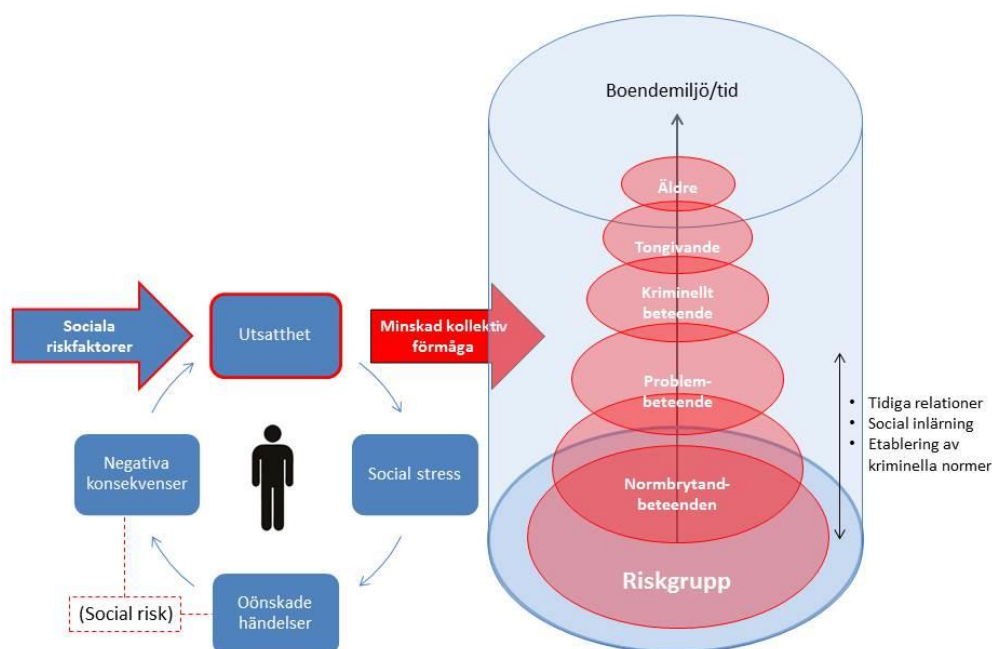 Sociala
riskfaktorer
Utsatthet
Minskad kollektiv
förmåga
Social stress
Oönskade
händelser
Negativa
konsekvenser
(Social risk)
Boendemiljö/tid
Äldre
Tongivande
Kriminellt
beteende
Problem-
beteende
Normbrytand-
beteenden
Riskgrupp
• Tidiga relationer
• Social inlärning
• Etablering av
kriminella normer